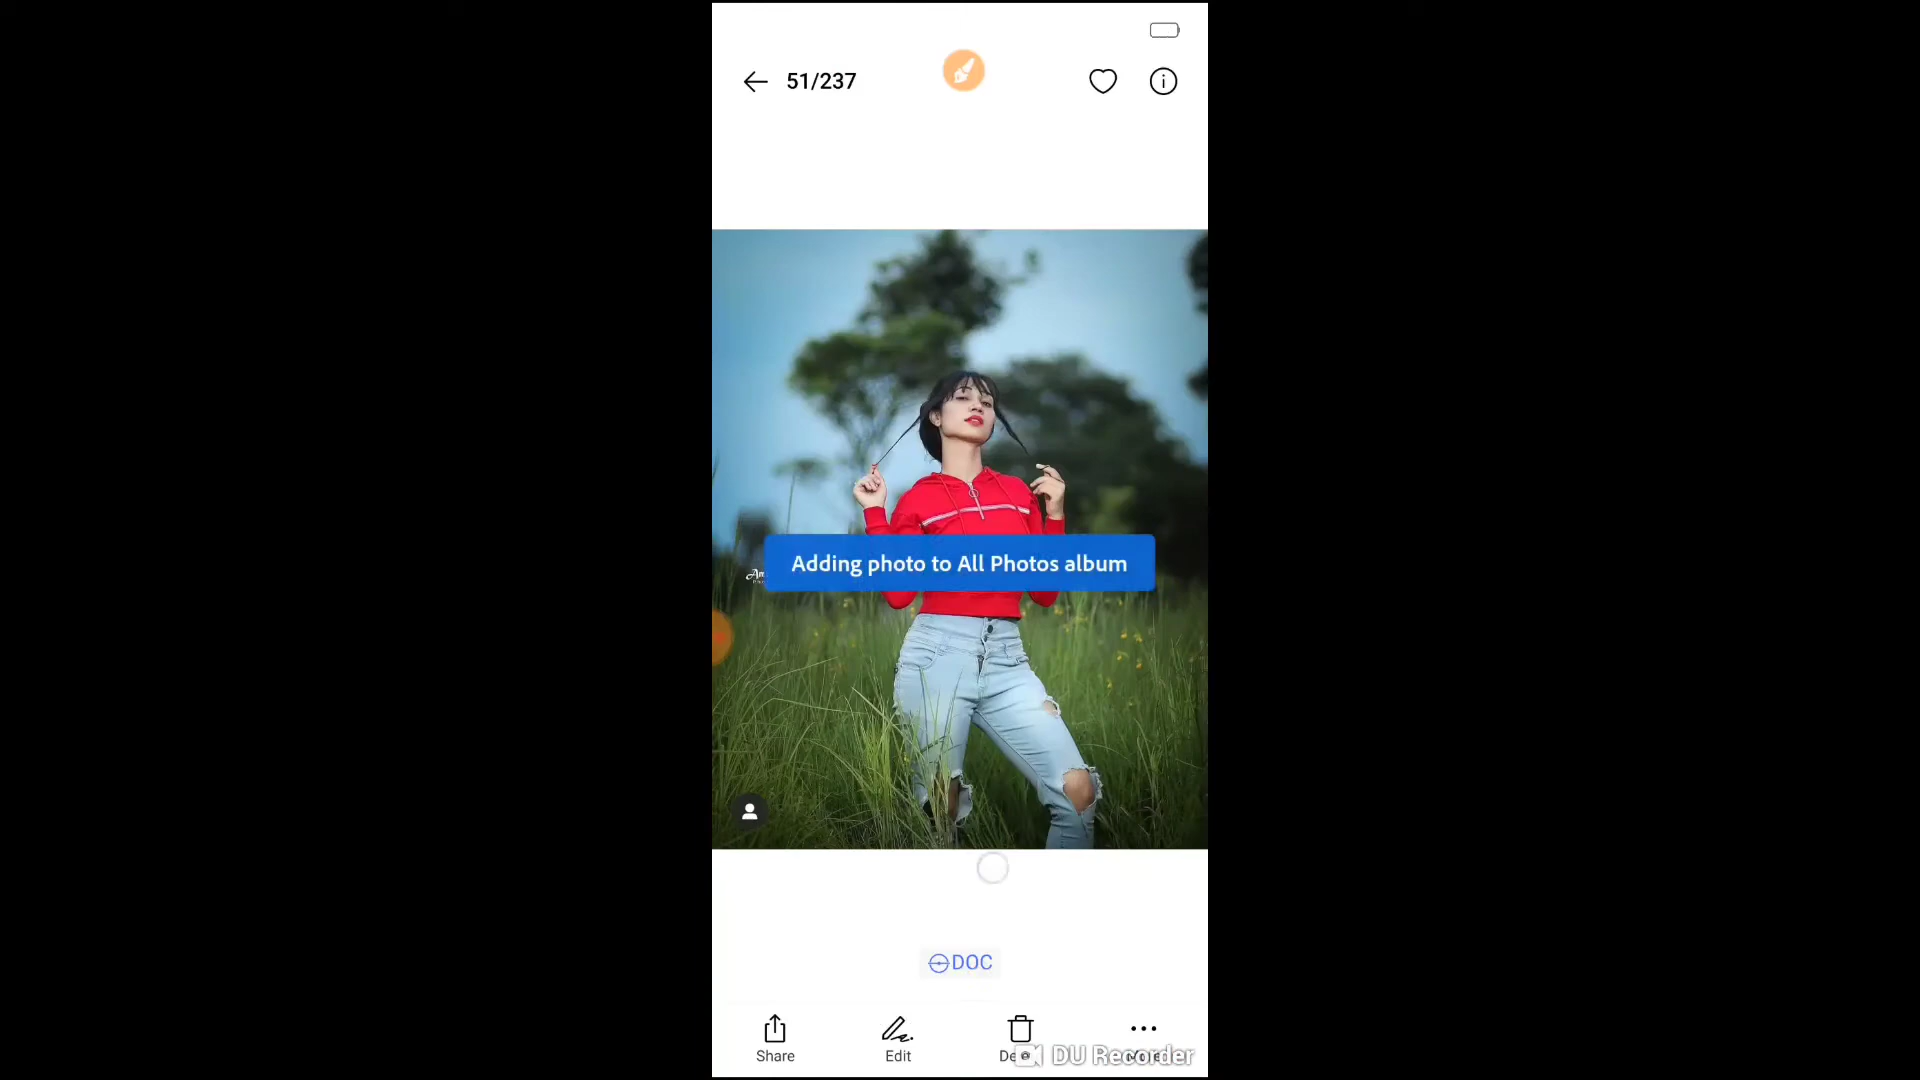 51/237
Adding photo to All Photos album
DOC
Share
Edit
DU Recorder